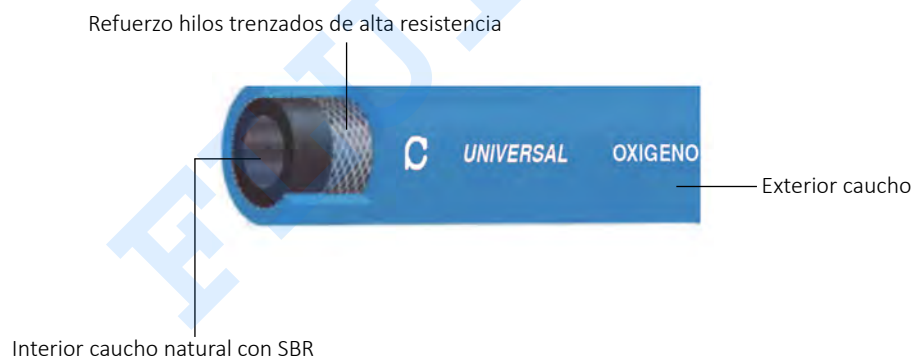 Refuerzo hilos trenzados de alta resistencia
UNIVERSAL OXIGENO
Exterior caucho
Interior caucho natural con SBR